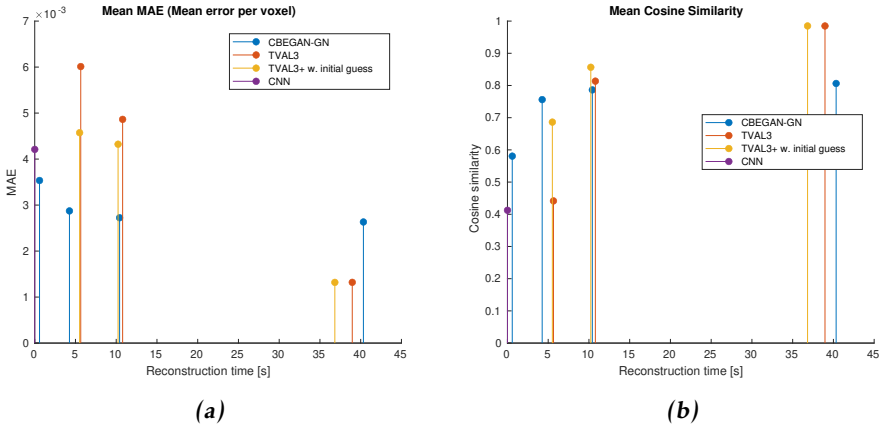 Mean MAE (Mean error per voxel)
×10⁻³
7
6
5
4
3
2
1
0
MAE
0 5 10 15 20 25 30 35 40 45
Reconstruction time [s]
CBEGAN-GN
TVAL3
TVAL3+ w. initial guess
CNN
(a)
Mean Cosine Similarity
1
0.9
0.8
0.7
0.6
0.5
0.4
0.3
0.2
0.1
0
Cosine similarity
0 5 10 15 20 25 30 35 40 45
Reconstruction time [s]
CBEGAN-GN
TVAL3
TVAL3+ w. initial guess
CNN
(b)